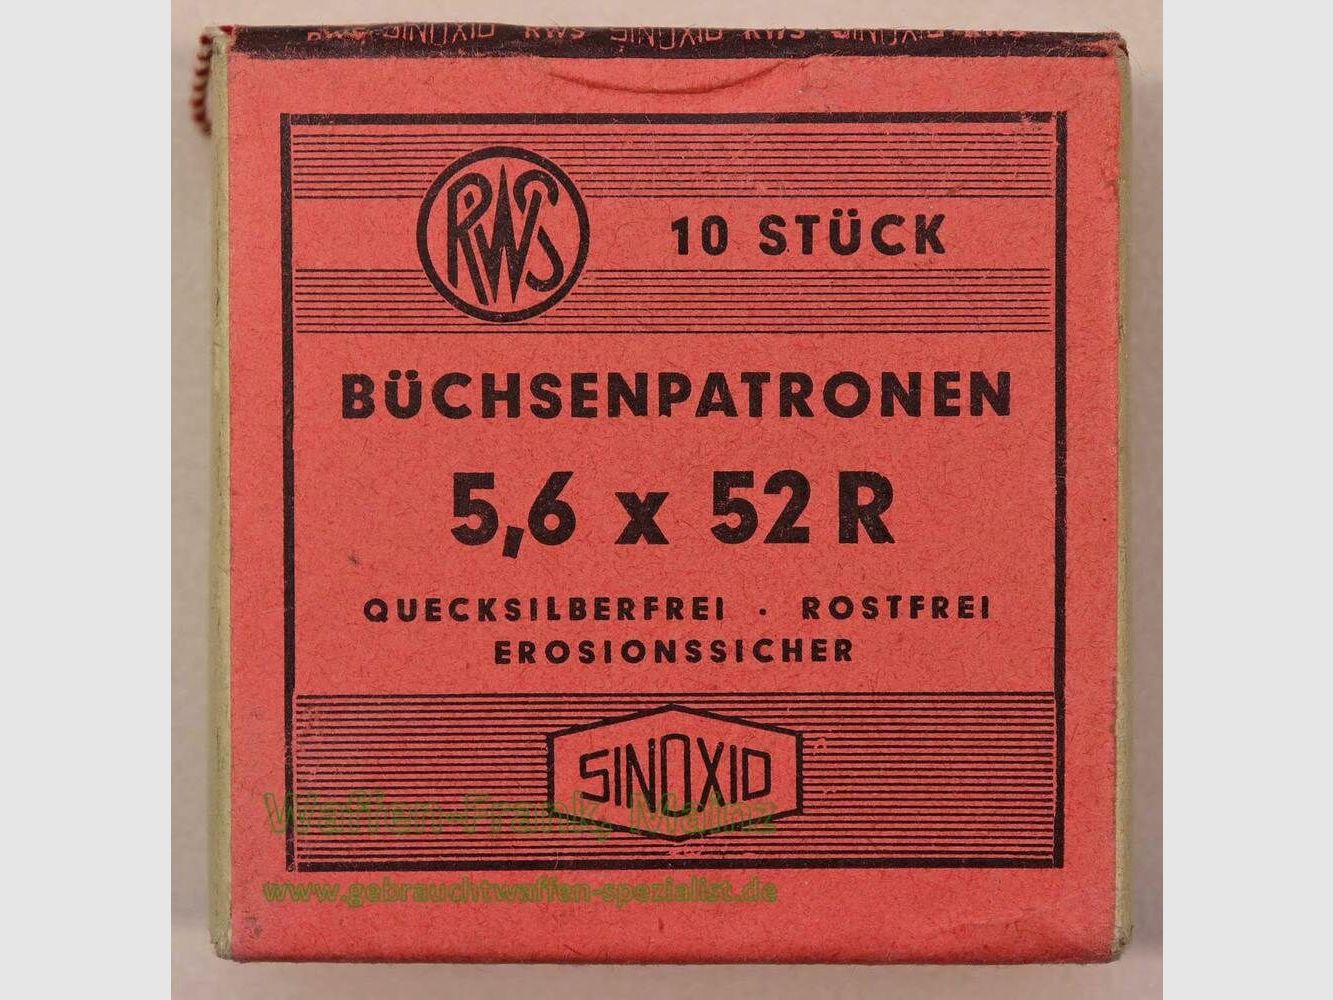 RWS SINOXID RWS SINOXID RWS SINOXID RWS
RWS
10 STÜCK
BÜCHSENPATRONEN
5,6 x 52 R
QUECKSILBERFREI · ROSTFREI
EROSIONSSICHER
SINOXID
Waffen-Frank, Mainz
www.gebrauchtwaffen-spezialist.de